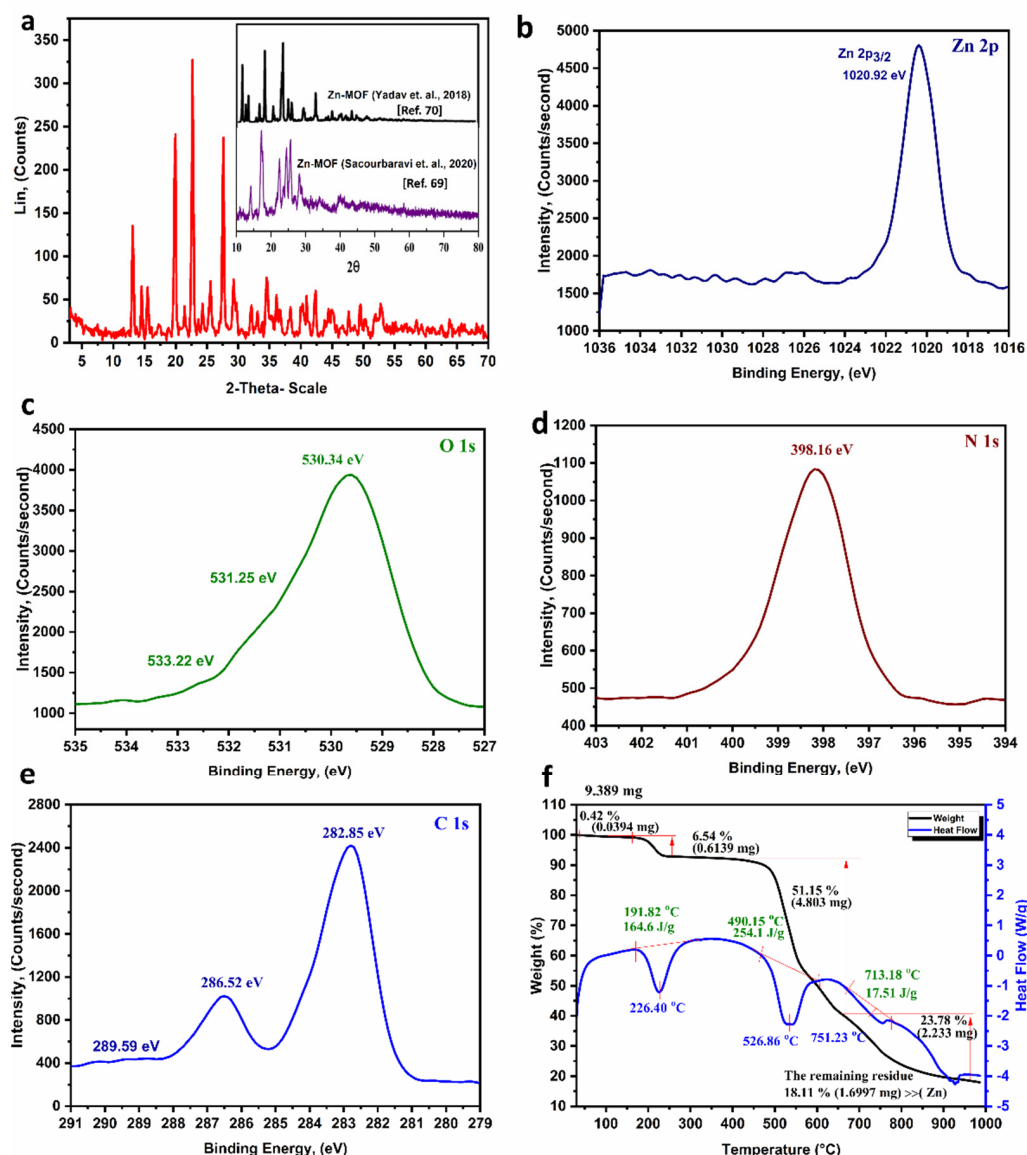 a
Lin, (Counts)
350
300
250
200
150
100
50
0
5 10 15 20 25 30 35 40 45 50 55 60 65 70
2-Theta- Scale
Zn-MOF (Yadav et. al., 2018)
[Ref. 70]
Zn-MOF (Sacourbaravi et. al., 2020)
[Ref. 69]
10 20 30 40 50 60 70 80
2θ
b
Zn 2p
Zn 2p3/2
1020.92 eV
Intensity, (Counts/second)
5000
4500
4000
3500
3000
2500
2000
1500
1000
1036 1034 1032 1030 1028 1026 1024 1022 1020 1018 1016
Binding Energy, (eV)
c
O 1s
530.34 eV
531.25 eV
533.22 eV
Intensity, (Counts/second)
4500
4000
3500
3000
2500
2000
1500
1000
535 534 533 532 531 530 529 528 527
Binding Energy, (eV)
d
N 1s
398.16 eV
Intensity, (Counts/second)
1200
1100
1000
900
800
700
600
500
400
403 402 401 400 399 398 397 396 395 394
Binding Energy, (eV)
e
C 1s
282.85 eV
286.52 eV
289.59 eV
Intensity, (Counts/second)
2800
2400
2000
1600
1200
800
400
0
291 290 289 288 287 286 285 284 283 282 281 280 279
Binding Energy, (eV)
f
9.389 mg
Weight
Heat Flow
0.42 %
(0.0394 mg)
6.54 %
(0.6139 mg)
51.15 %
(4.803 mg)
191.82 °C
164.6 J/g
490.15 °C
254.1 J/g
713.18 °C
17.51 J/g
226.40 °C
526.86 °C
751.23 °C
23.78 %
(2.233 mg)
The remaining residue
18.11 % (1.6997 mg) >>( Zn)
Weight (%)
110
100
90
80
70
60
50
40
30
20
10
Heat Flow (W/g)
5
4
3
2
1
0
-1
-2
-3
-4
-5
100 200 300 400 500 600 700 800 900 1000
Temperature (°C)